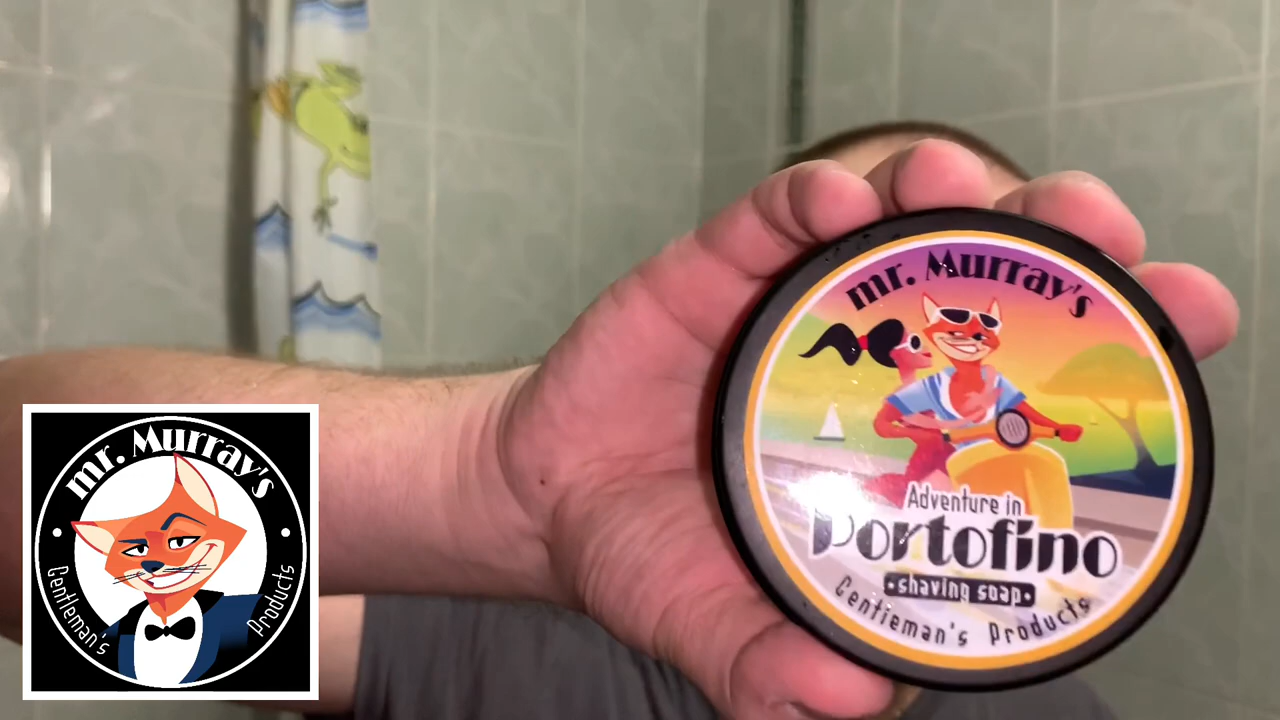 mr. Murray's
Adventure in
Portofino
•shaving soap•
Gentleman's Products
mr. Murray's
Gentleman's Products